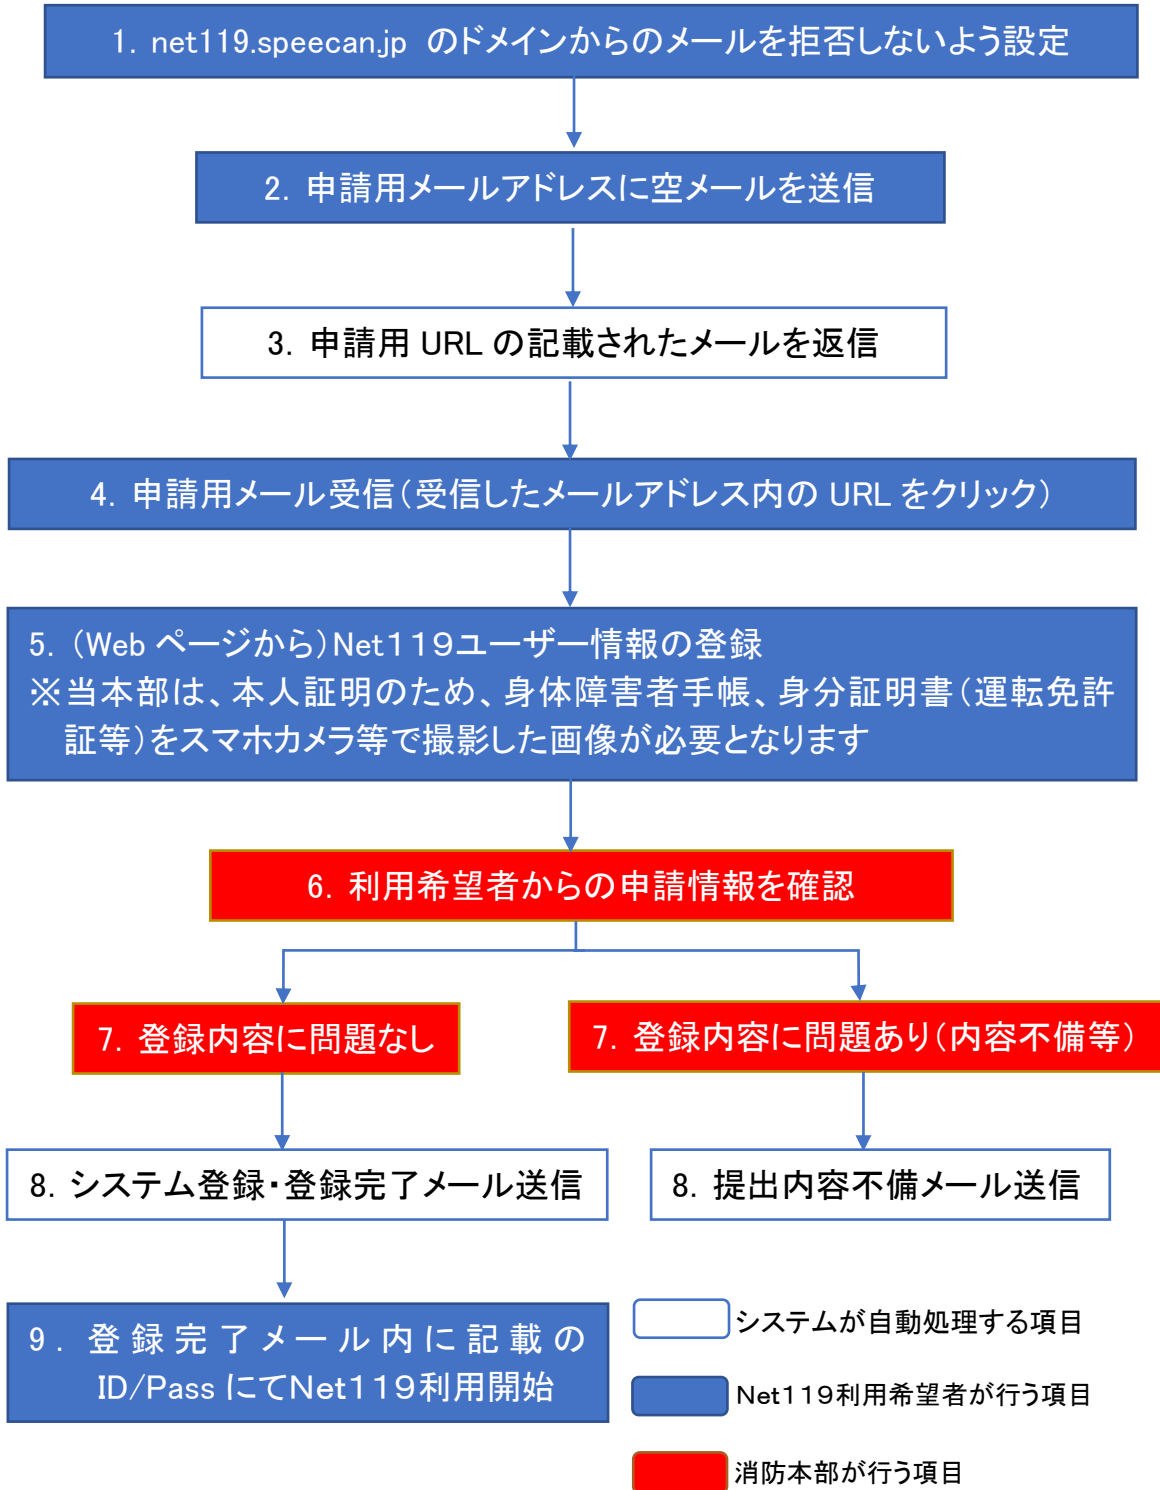 1．net119.speecan.jp のドメインからのメールを拒否しないよう設定
2．申請用メールアドレスに空メールを送信
3．申請用 URL の記載されたメールを返信
4．申請用メール受信（受信したメールアドレス内の URL をクリック）
5．（Web ページから）Net１１９ユーザー情報の登録
※当本部は、本人証明のため、身体障害者手帳、身分証明書（運転免許
証等）をスマホカメラ等で撮影した画像が必要となります
6．利用希望者からの申請情報を確認
7．登録内容に問題なし
7．登録内容に問題あり（内容不備等）
8．システム登録・登録完了メール送信
8．提出内容不備メール送信
9．登録完了メール内に記載の
ID/Pass にてNet１１９利用開始
システムが自動処理する項目
Net１１９利用希望者が行う項目
消防本部が行う項目